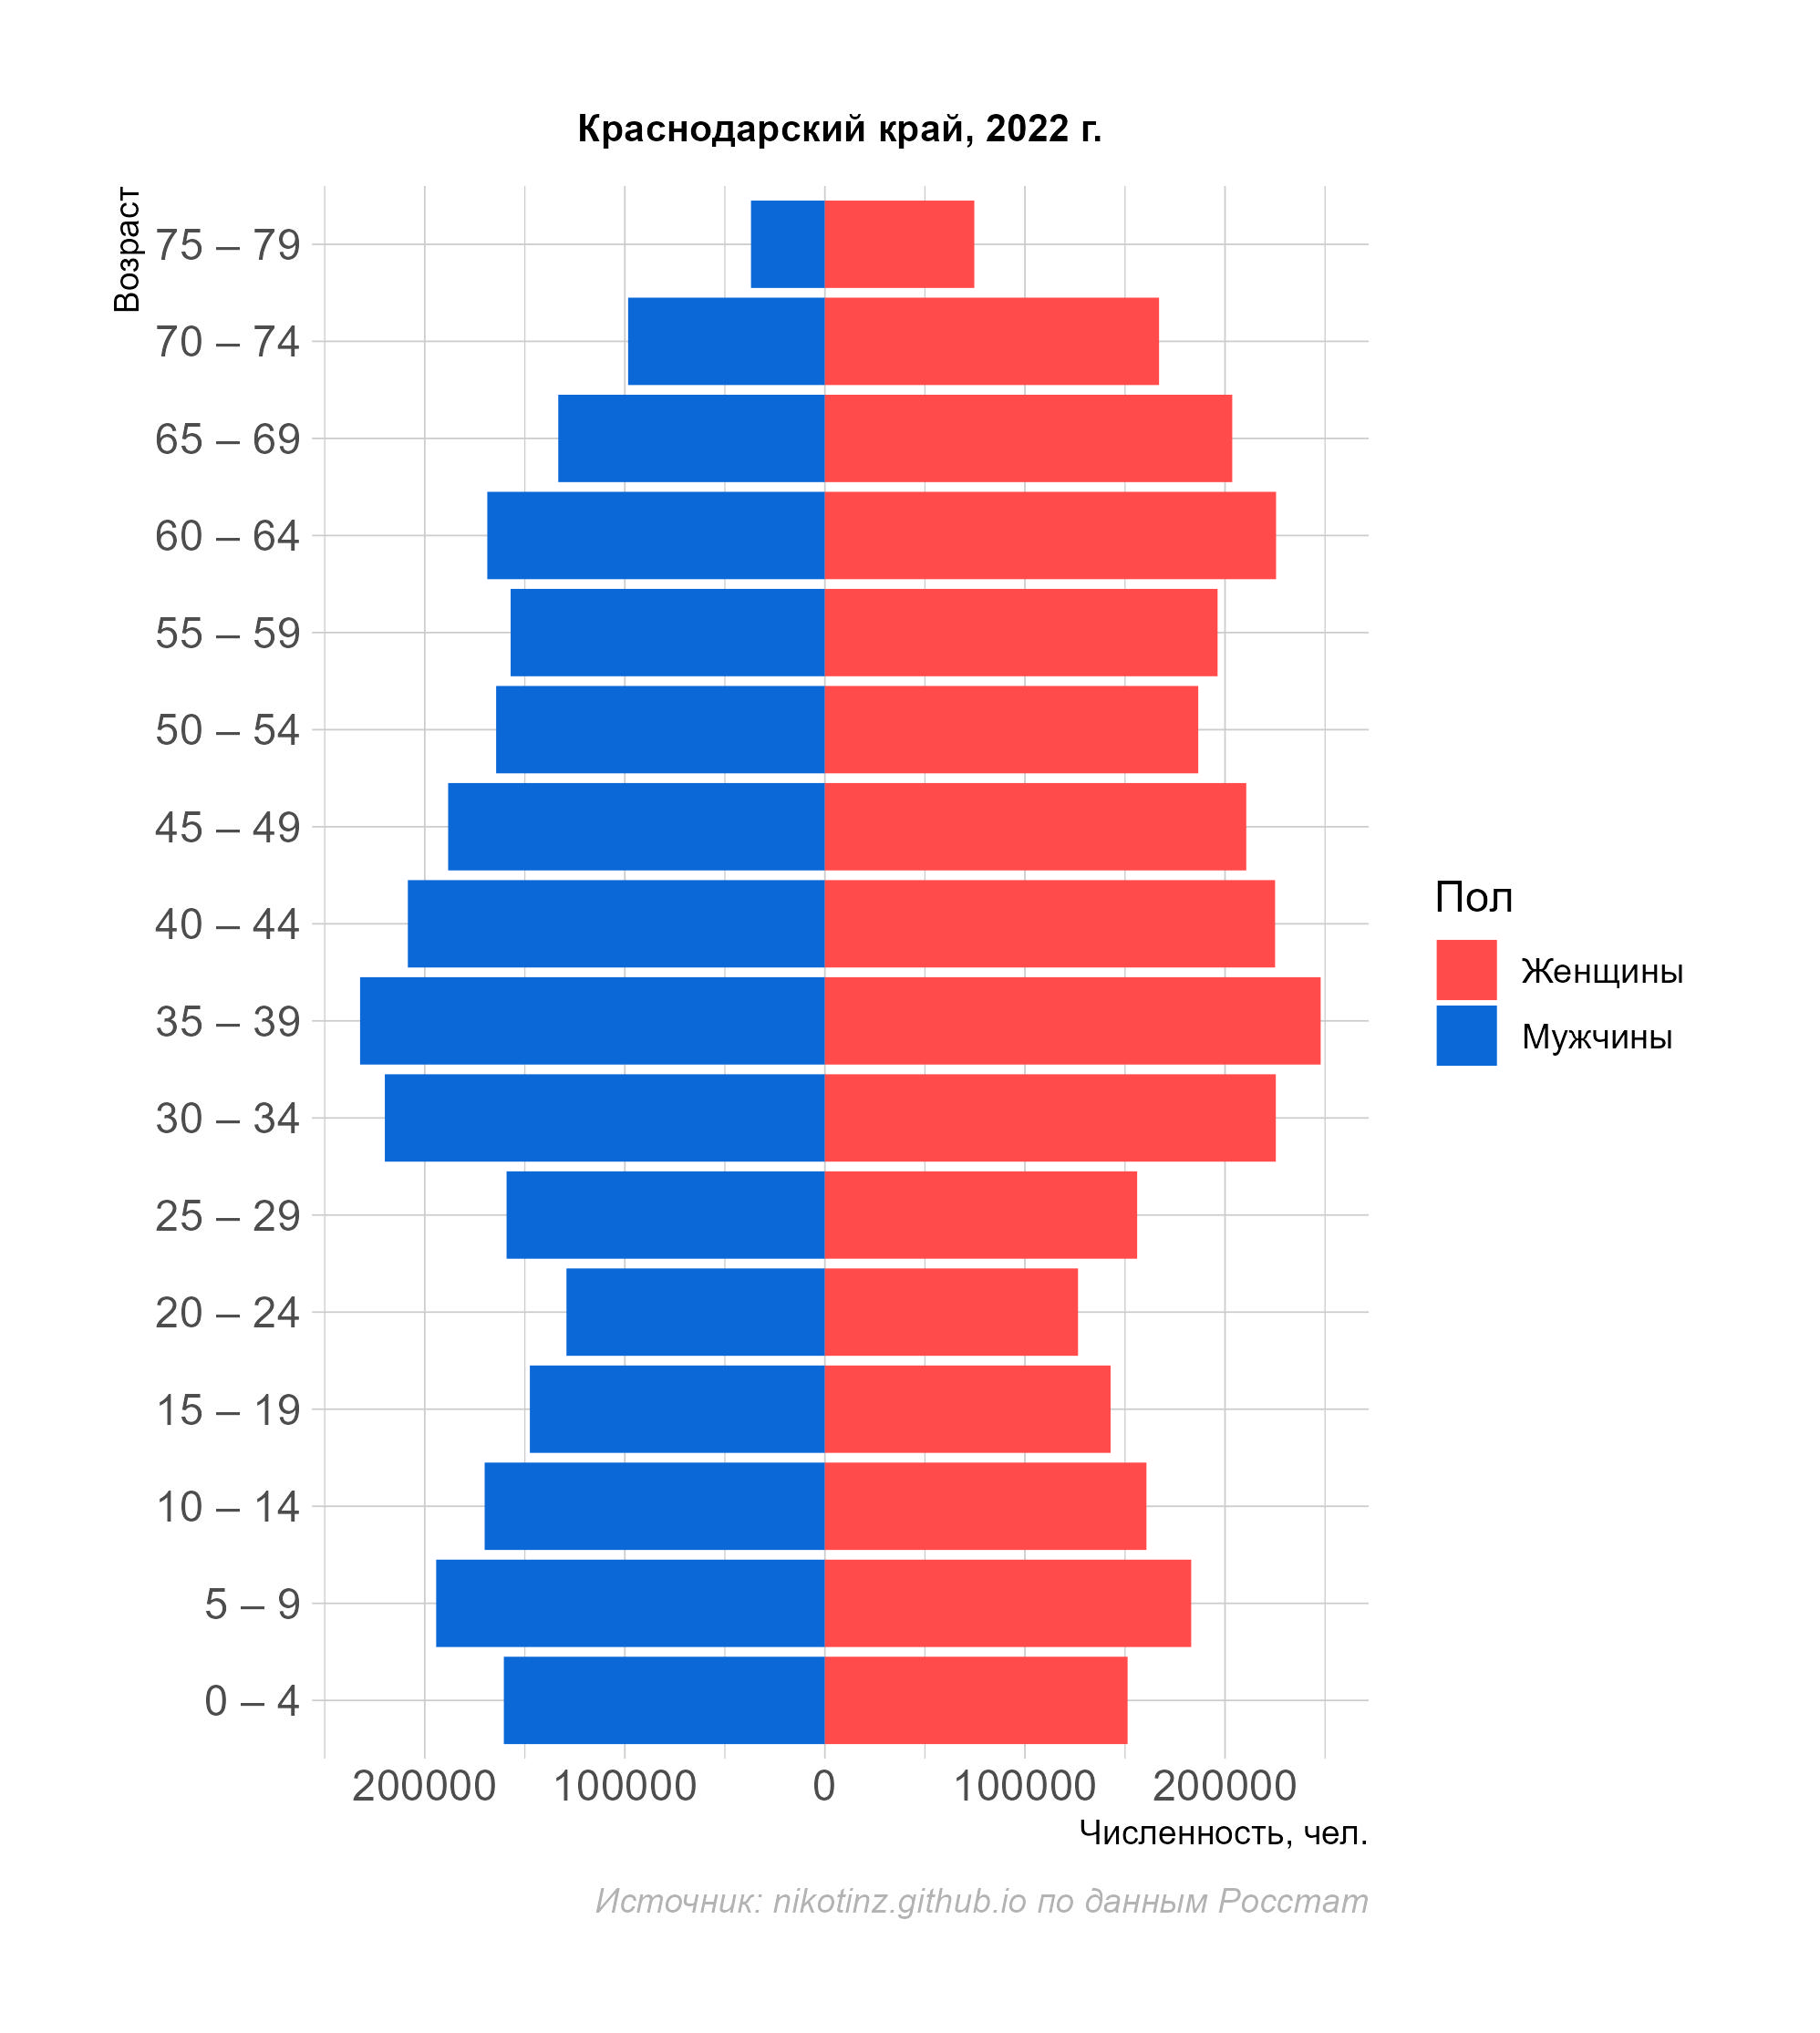 Краснодарский край, 2022 г.
Возраст
75 – 79
70 – 74
65 – 69
60 – 64
55 – 59
50 – 54
45 – 49
40 – 44
35 – 39
30 – 34
25 – 29
20 – 24
15 – 19
10 – 14
5 – 9
0 – 4
200000 100000 0 100000 200000
Численность, чел.
Пол
Женщины
Мужчины
Источник: nikotinz.github.io по данным Росстат